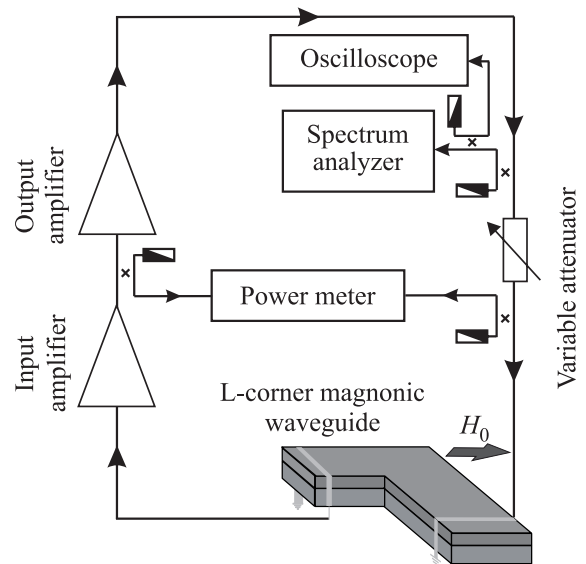 Oscilloscope
Spectrum
analyzer
Output
amplifier
Variable attenuator
Power meter
Input
amplifier
L-corner magnonic
waveguide
H0